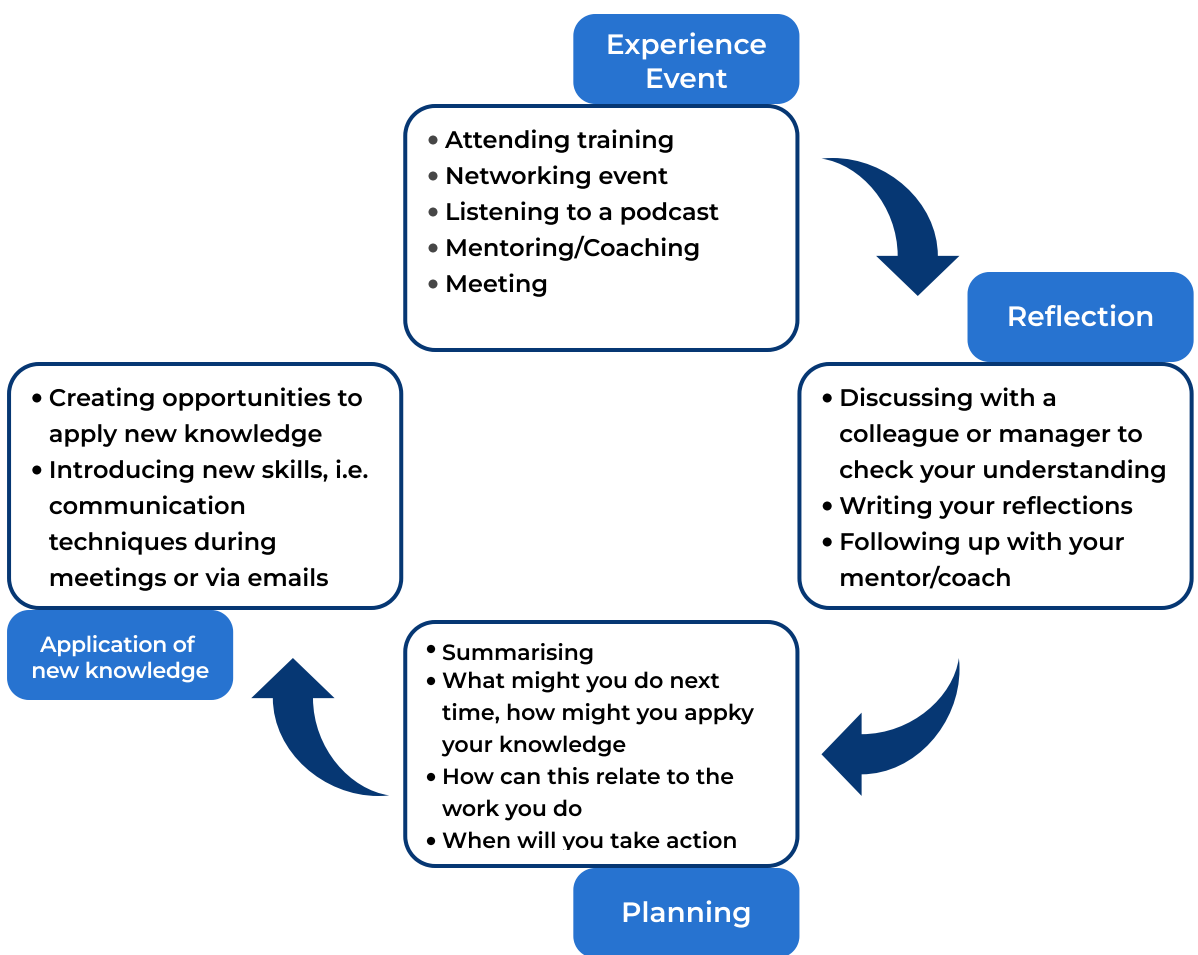 Experience
Event
• Attending training
• Networking event
• Listening to a podcast
• Mentoring/Coaching
• Meeting
Reflection
• Discussing with a
colleague or manager to
check your understanding
• Writing your reflections
• Following up with your
mentor/coach
• Summarising
• What might you do next
time, how might you appky
your knowledge
• How can this relate to the
work you do
• When will you take action
Planning
• Creating opportunities to
apply new knowledge
• Introducing new skills, i.e.
communication
techniques during
meetings or via emails
Application of
new knowledge